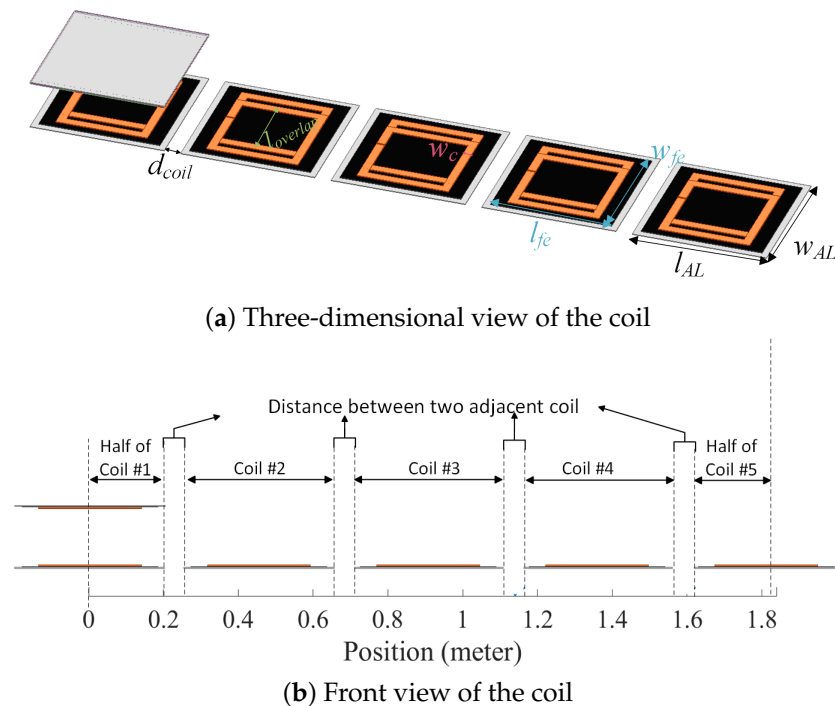 d_coil
l_overlap
w_c
w_fe
l_fe
l_AL
w_AL
(a) Three-dimensional view of the coil
Distance between two adjacent coil
Half of
Coil #1
Coil #2
Coil #3
Coil #4
Half of
Coil #5
0 0.2 0.4 0.6 0.8 1 1.2 1.4 1.6 1.8
Position (meter)
(b) Front view of the coil